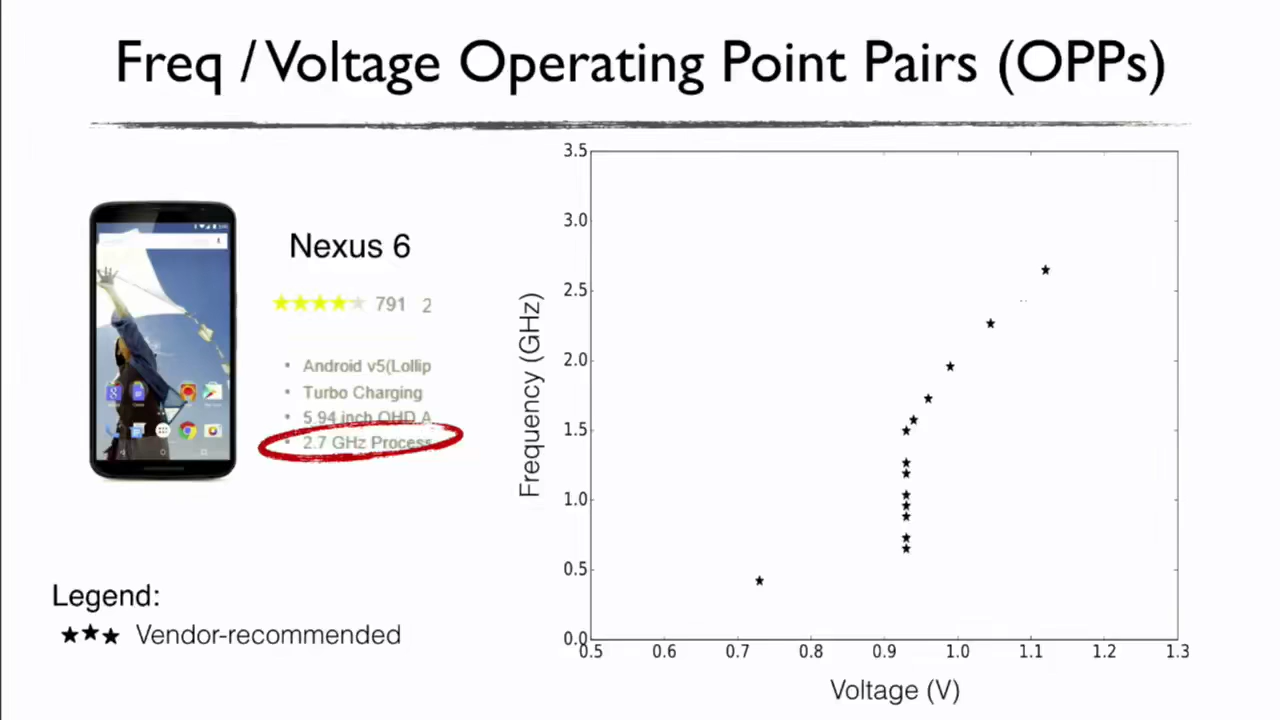 Freq / Voltage Operating Point Pairs (OPPs)
Nexus 6
791 2
• Android v5(Lollip
• Turbo Charging
• 5.94 inch QHD A
• 2.7 GHz Process
Legend:
Vendor-recommended
Frequency (GHz)
3.5
3.0
2.5
2.0
1.5
1.0
0.5
0.0
0.5 0.6 0.7 0.8 0.9 1.0 1.1 1.2 1.3
Voltage (V)